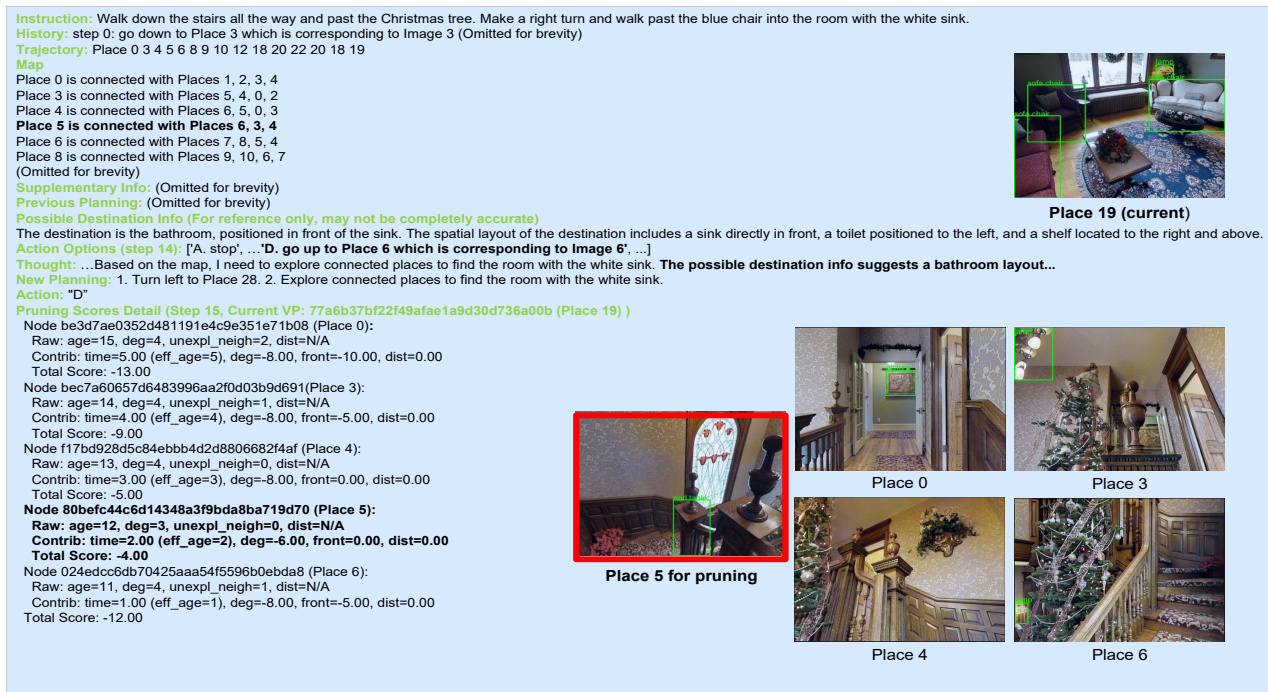 Instruction: Walk down the stairs all the way and past the Christmas tree. Make a right turn and walk past the blue chair into the room with the white sink.
History: step 0: go down to Place 3 which is corresponding to Image 3 (Omitted for brevity)
Trajectory: Place 0 3 4 5 6 8 9 10 12 18 20 22 20 18 19
Map
Place 0 is connected with Places 1, 2, 3, 4
Place 3 is connected with Places 5, 4, 0, 2
Place 4 is connected with Places 6, 5, 0, 3
Place 5 is connected with Places 6, 3, 4
Place 6 is connected with Places 7, 8, 5, 4
Place 8 is connected with Places 9, 10, 6, 7
(Omitted for brevity)
Supplementary Info: (Omitted for brevity)
Previous Planning: (Omitted for brevity)
lamp
sofa chair
sofa chair
Place 19 (current)
Possible Destination Info (For reference only, may not be completely accurate)
The destination is the bathroom, positioned in front of the sink. The spatial layout of the destination includes a sink directly in front, a toilet positioned to the left, and a shelf located to the right and above.
Action Options (step 14): ['A. stop', …'D. go up to Place 6 which is corresponding to Image 6', ...]
Thought: …Based on the map, I need to explore connected places to find the room with the white sink. The possible destination info suggests a bathroom layout...
New Planning: 1. Turn left to Place 28. 2. Explore connected places to find the room with the white sink.
Action: "D”
Pruning Scores Detail (Step 15, Current VP: 77a6b37bf22f49afae1a9d30d736a00b (Place 19) )
Node be3d7ae0352d481191e4c9e351e71b08 (Place 0):
Raw: age=15, deg=4, unexpl_neigh=2, dist=N/A
Contrib: time=5.00 (eff_age=5), deg=-8.00, front=-10.00, dist=0.00
Total Score: -13.00
Node bec7a60657d6483996aa2f0d03b9d691(Place 3):
Raw: age=14, deg=4, unexpl_neigh=1, dist=N/A
Contrib: time=4.00 (eff_age=4), deg=-8.00, front=-5.00, dist=0.00
Total Score: -9.00
Node f17bd928d5c84ebbb4d2d8806682f4af (Place 4):
Raw: age=13, deg=4, unexpl_neigh=0, dist=N/A
Contrib: time=3.00 (eff_age=3), deg=-8.00, front=0.00, dist=0.00
Total Score: -5.00
Node 80befc44c6d14348a3f9bda8ba719d70 (Place 5):
Raw: age=12, deg=3, unexpl_neigh=0, dist=N/A
Contrib: time=2.00 (eff_age=2), deg=-6.00, front=0.00, dist=0.00
Total Score: -4.00
Node 024edcc6db70425aaa54f5596b0ebda8 (Place 6):
Raw: age=11, deg=4, unexpl_neigh=1, dist=N/A
Contrib: time=1.00 (eff_age=1), deg=-8.00, front=-5.00, dist=0.00
Total Score: -12.00
Place 5 for pruning
Place 0
Place 3
Place 4
lamp
Place 6